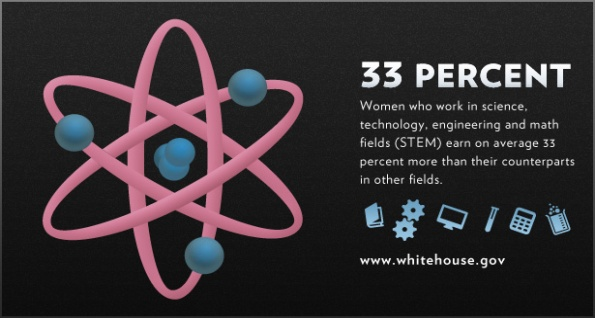 33 PERCENT
Women who work in science,
technology, engineering and math
fields (STEM) earn on average 33
percent more than their counterparts
in other fields.
www.whitehouse.gov